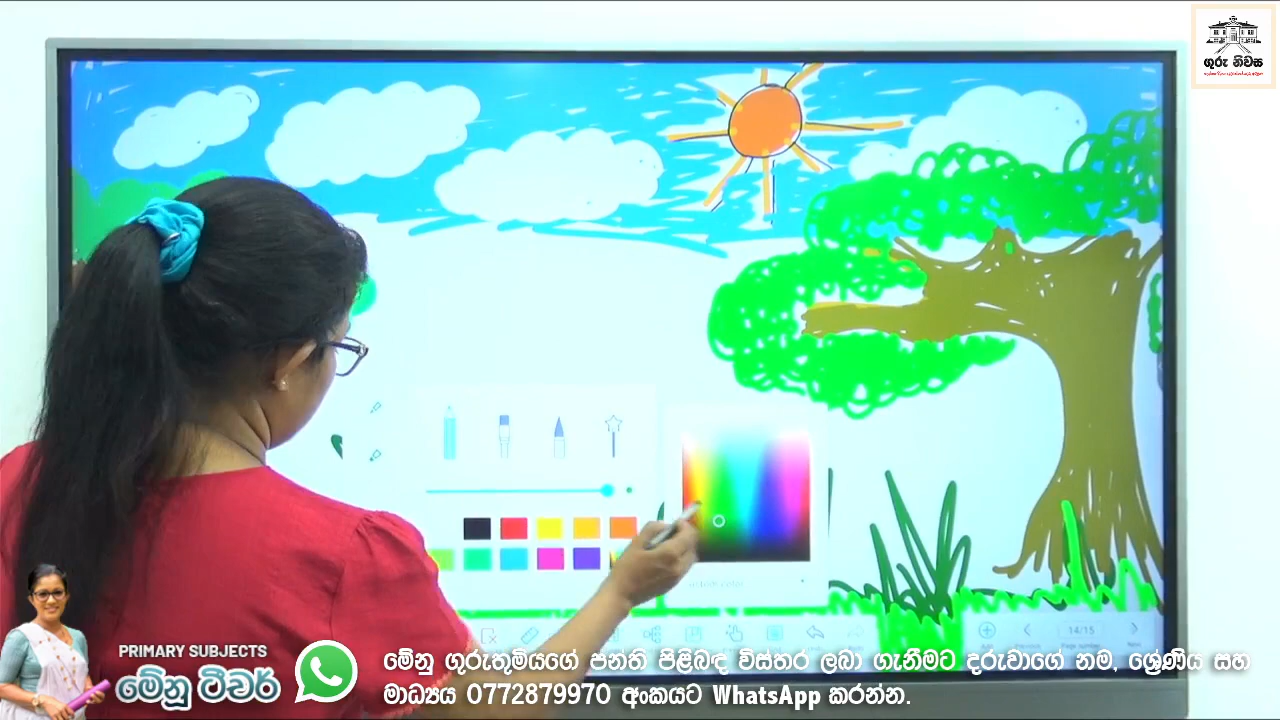 ගුරු නිවස
14/15
PRIMARY SUBJECTS
මේනු ටීචර්
මේනු ගුරුතුමියගේ පන්ති පිළිබඳ විස්තර ලබා ගැනීමට දරුවාගේ නම, ශ්‍රේණිය සහ
මාධ්‍යය 0772879970 අංකයට WhatsApp කරන්න.